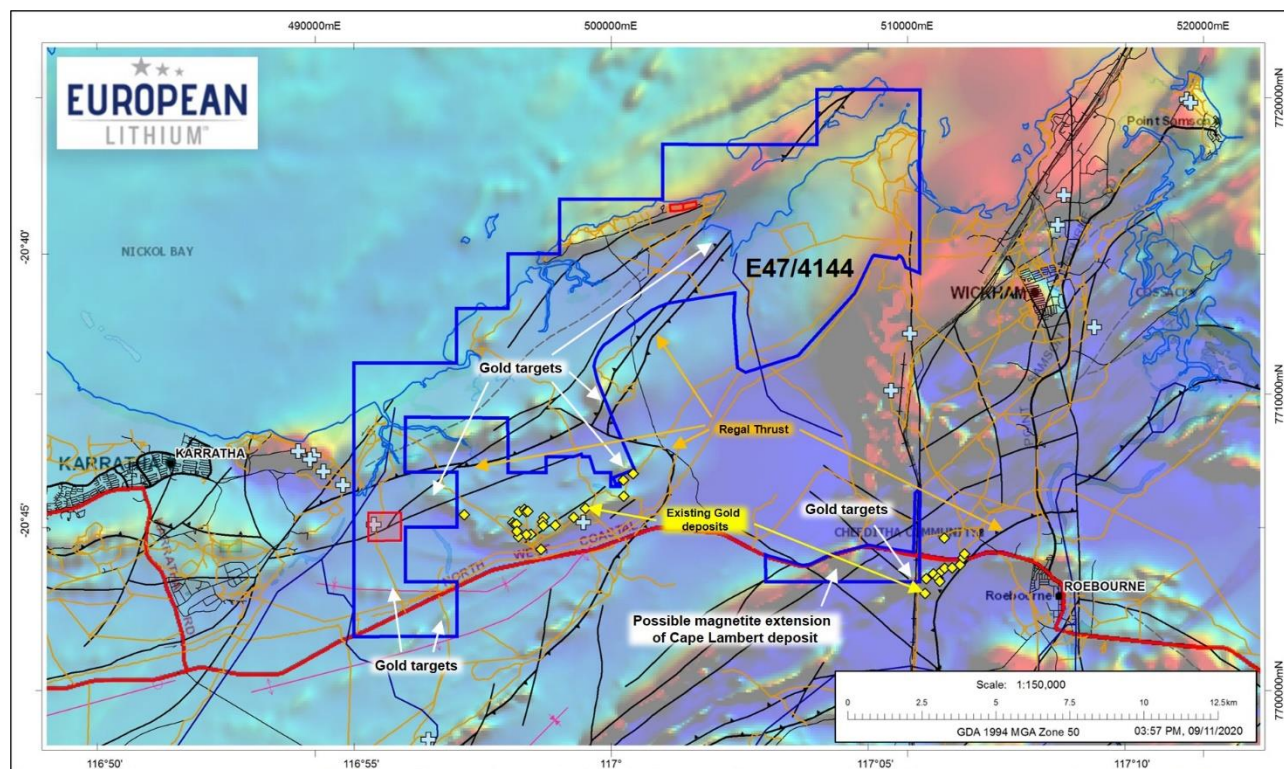 490000mE
500000mE
510000mE
520000mE
EUROPEAN
LITHIUM
Point Samson
7720000mN
-20°40'
NICKOL BAY
E47/4144
WICKHAM
COSSACK
Gold targets
7710000mN
Regal Thrust
KARRATHA
KARRATHA
-20°45'
Existing Gold
deposits
Gold targets
CHEEDITHA COMMUNITY
NORTH WEST COASTAL
POINT SAMSON
ROEBOURNE
Roebourne
Possible magnetite extension
of Cape Lambert deposit
Gold targets
7700000mN
Scale: 1:150,000
0 2.5 5 7.5 10 12.5km
GDA 1994 MGA Zone 50
03:57 PM, 09/11/2020
116°50'
116°55'
117°
117°05'
117°10'